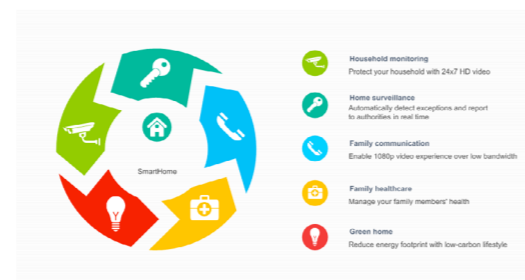 SmartHome
Household monitoring
Protect your household with 24x7 HD video
Home surveillance
Automatically detect exceptions and report
to authorities in real time
Family communication
Enable 1080p video experience over low bandwidth
Family healthcare
Manage your family members' health
Green home
Reduce energy footprint with low-carbon lifestyle